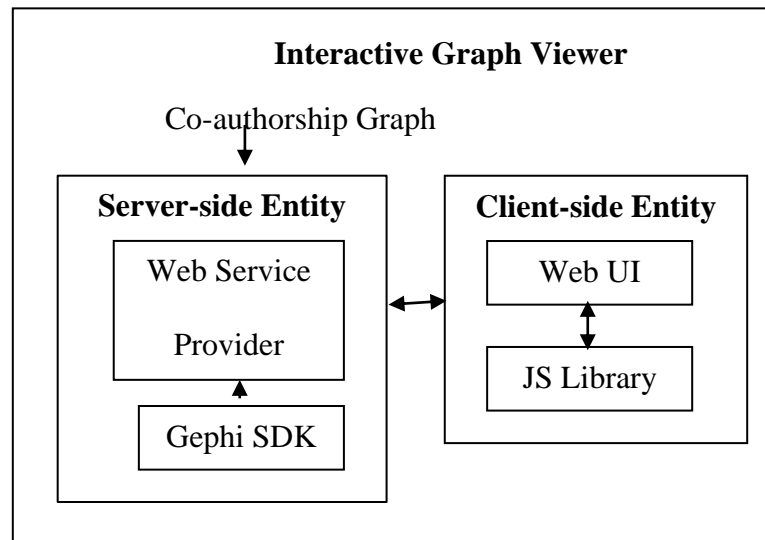 Interactive Graph Viewer
Co-authorship Graph
Server-side Entity
Web Service
Provider
Gephi SDK
Client-side Entity
Web UI
JS Library